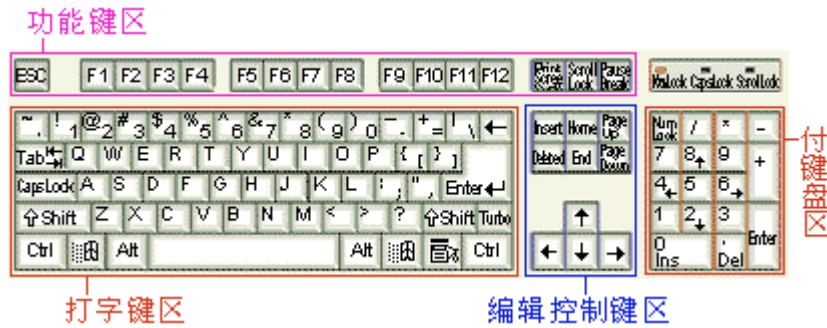 功能键区
ESC F1 F2 F3 F4 F5 F6 F7 F8 F9 F10 F11 F12 Print Screen Scroll Lock Pause Break NumLock CapsLock ScrollLock
~ ! 1 @ 2 # 3 $ 4 % 5 ^ 6 & 7 * 8 ( 9 ) 0 - + = | \ ← Insert Home Page Up Num Lock / * -
Tab Q W E R T Y U I O P { [ } ] Deleted End Page Down 7 8 ↑ 9 +
CapsLock A S D F G H J K L : ; " , Enter 4 ← 5 6 →
⇧ Shift Z X C V B N M < > ? ⇧ Shift Turbo ↑ 1 2 ↓ 3 Enter
Ctrl Alt Alt Ctrl ← ↓ → 0 Ins . Del
付键盘区
打字键区
编辑控制键区